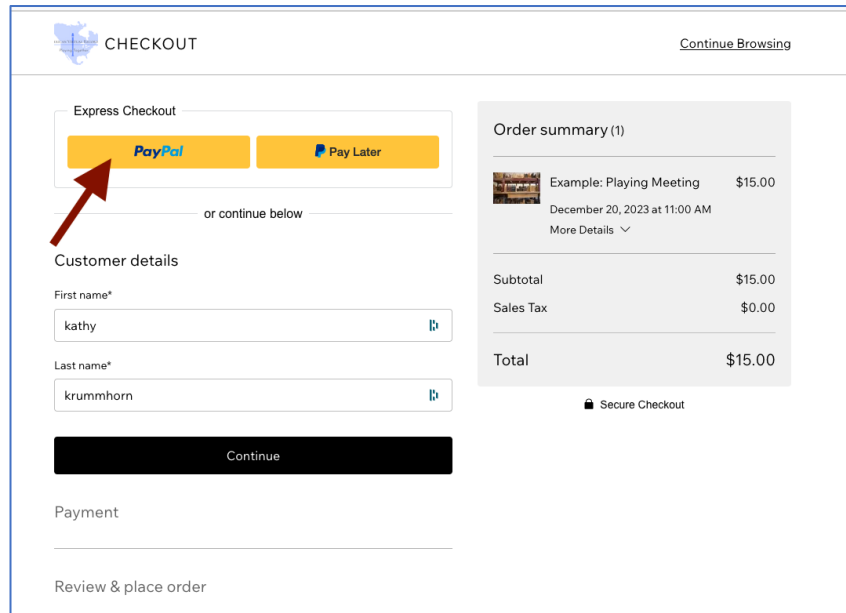 CHECKOUT
Continue Browsing
Express Checkout
PayPal
Pay Later
or continue below
Customer details
First name*
kathy
Last name*
krummhorn
Continue
Payment
Review & place order
Order summary (1)
Example: Playing Meeting $15.00
December 20, 2023 at 11:00 AM
More Details
Subtotal $15.00
Sales Tax $0.00
Total $15.00
Secure Checkout